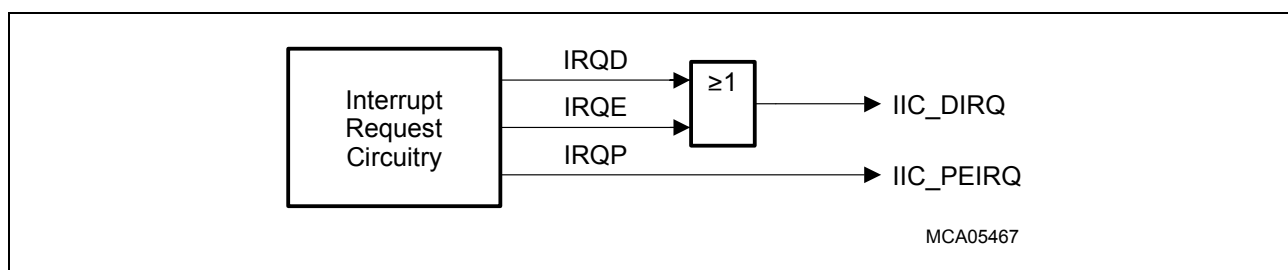 Interrupt
Request
Circuitry
IRQD
IRQE
IRQP
≥1
IIC_DIRQ
IIC_PEIRQ
MCA05467